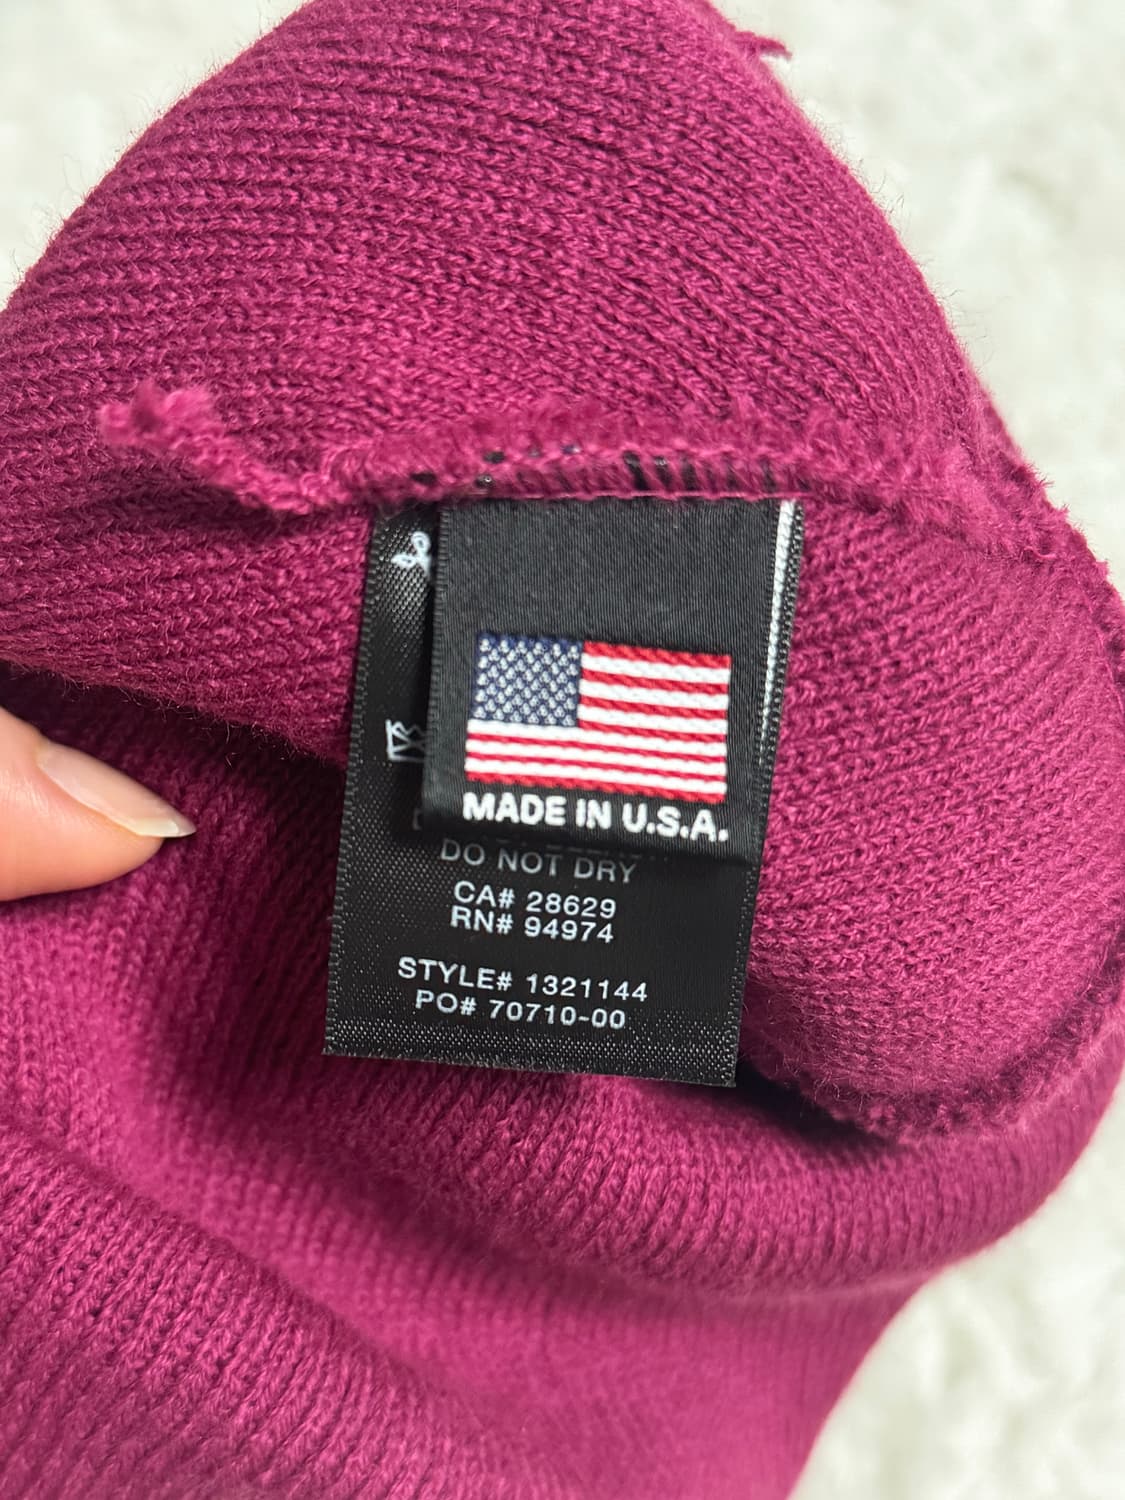 MADE IN U.S.A.
DO NOT DRY
CA# 28629
RN# 94974
STYLE# 1321144
PO# 70710-00